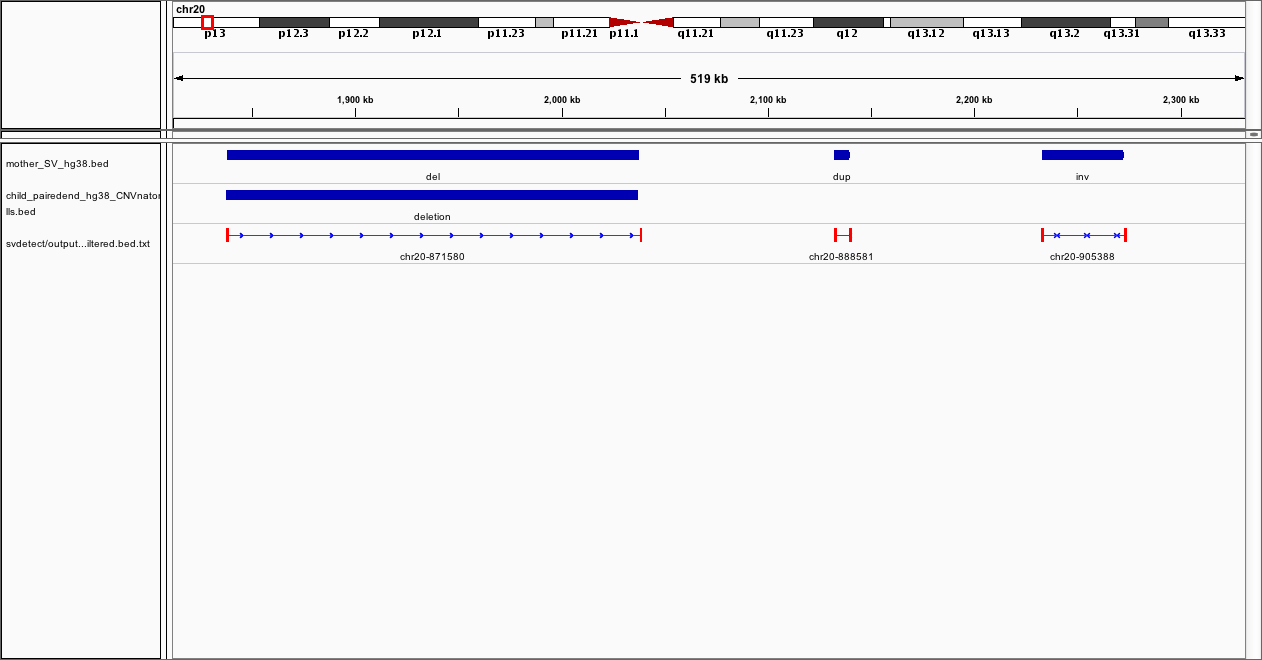 chr20
p13 p12.3 p12.2 p12.1 p11.23 p11.21 p11.1 q11.21 q11.23 q12 q13.12 q13.13 q13.2 q13.31 q13.33
519 kb
1,900 kb 2,000 kb 2,100 kb 2,200 kb 2,300 kb
mother_SV_hg38.bed
del dup inv
child_pairedend_hg38_CNVnator
lls.bed
deletion
svdetect/output...iltered.bed.txt
chr20-871580 chr20-888581 chr20-905388